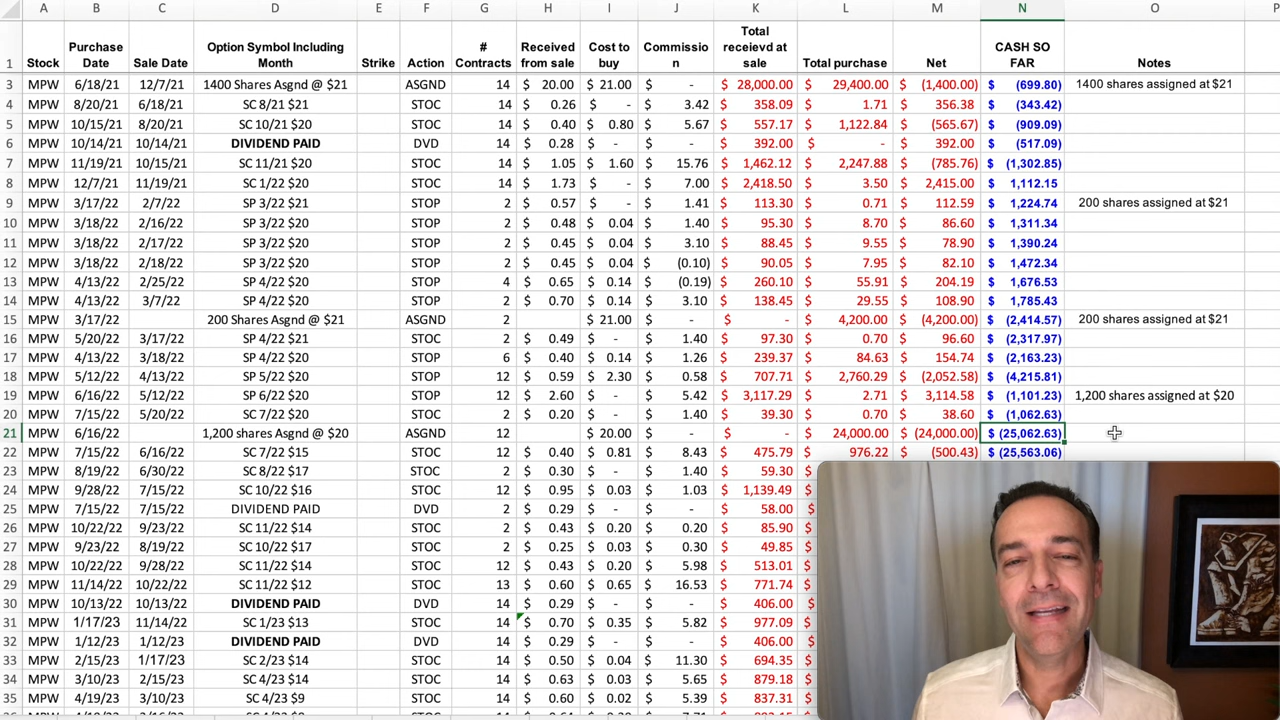 A B C D E F G H I J K L M N O P
Total
Purchase Option Symbol Including # Received Cost to Commissio receievd at CASH SO
1 Stock Date Sale Date Month Strike Action Contracts from sale buy n sale Total purchase Net FAR Notes
3 MPW 6/18/21 12/7/21 1400 Shares Asgnd @ $21 ASGND 14 $ 20.00 $ 21.00 $ - $ 28,000.00 $ 29,400.00 $ (1,400.00) $ (699.80) 1400 shares assigned at $21
4 MPW 8/20/21 6/18/21 SC 8/21 $21 STOC 14 $ 0.26 $ - $ 3.42 $ 358.09 $ 1.71 $ 356.38 $ (343.42)
5 MPW 10/15/21 8/20/21 SC 10/21 $20 STOC 14 $ 0.40 $ 0.80 $ 5.67 $ 557.17 $ 1,122.84 $ (565.67) $ (909.09)
6 MPW 10/14/21 10/14/21 DIVIDEND PAID DVD 14 $ 0.28 $ - $ - $ 392.00 $ - $ 392.00 $ (517.09)
7 MPW 11/19/21 10/15/21 SC 11/21 $20 STOC 14 $ 1.05 $ 1.60 $ 15.76 $ 1,462.12 $ 2,247.88 $ (785.76) $ (1,302.85)
8 MPW 12/7/21 11/19/21 SC 1/22 $20 STOC 14 $ 1.73 $ - $ 7.00 $ 2,418.50 $ 3.50 $ 2,415.00 $ 1,112.15
9 MPW 3/17/22 2/7/22 SP 3/22 $21 STOP 2 $ 0.57 $ - $ 1.41 $ 113.30 $ 0.71 $ 112.59 $ 1,224.74 200 shares assigned at $21
10 MPW 3/18/22 2/16/22 SP 3/22 $20 STOP 2 $ 0.48 $ 0.04 $ 1.40 $ 95.30 $ 8.70 $ 86.60 $ 1,311.34
11 MPW 3/18/22 2/17/22 SP 3/22 $20 STOP 2 $ 0.45 $ 0.04 $ 3.10 $ 88.45 $ 9.55 $ 78.90 $ 1,390.24
12 MPW 3/18/22 2/18/22 SP 3/22 $20 STOP 2 $ 0.45 $ 0.04 $ (0.10) $ 90.05 $ 7.95 $ 82.10 $ 1,472.34
13 MPW 4/13/22 2/25/22 SP 4/22 $20 STOP 4 $ 0.65 $ 0.14 $ (0.19) $ 260.10 $ 55.91 $ 204.19 $ 1,676.53
14 MPW 4/13/22 3/7/22 SP 4/22 $20 STOP 2 $ 0.70 $ 0.14 $ 3.10 $ 138.45 $ 29.55 $ 108.90 $ 1,785.43
15 MPW 3/17/22 200 Shares Asgnd @ $21 ASGND 2 $ 21.00 $ - $ - $ 4,200.00 $ (4,200.00) $ (2,414.57) 200 shares assigned at $21
16 MPW 5/20/22 3/17/22 SP 4/22 $21 STOC 2 $ 0.49 $ - $ 1.40 $ 97.30 $ 0.70 $ 96.60 $ (2,317.97)
17 MPW 4/13/22 3/18/22 SP 4/22 $20 STOP 6 $ 0.40 $ 0.14 $ 1.26 $ 239.37 $ 84.63 $ 154.74 $ (2,163.23)
18 MPW 5/12/22 4/13/22 SP 5/22 $20 STOP 12 $ 0.59 $ 2.30 $ 0.58 $ 707.71 $ 2,760.29 $ (2,052.58) $ (4,215.81)
19 MPW 6/16/22 5/12/22 SP 6/22 $20 STOP 12 $ 2.60 $ - $ 5.42 $ 3,117.29 $ 2.71 $ 3,114.58 $ (1,101.23) 1,200 shares assigned at $20
20 MPW 7/15/22 5/20/22 SC 7/22 $20 STOC 2 $ 0.20 $ - $ 1.40 $ 39.30 $ 0.70 $ 38.60 $ (1,062.63)
21 MPW 6/16/22 1,200 shares Asgnd @ $20 ASGND 12 $ 20.00 $ - $ - $ 24,000.00 $ (24,000.00) $ (25,062.63)
22 MPW 7/15/22 6/16/22 SC 7/22 $15 STOC 12 $ 0.40 $ 0.81 $ 8.43 $ 475.79 $ 976.22 $ (500.43) $ (25,563.06)
23 MPW 8/19/22 6/30/22 SC 8/22 $17 STOC 2 $ 0.30 $ - $ 1.40 $ 59.30 $
24 MPW 9/28/22 7/15/22 SC 10/22 $16 STOC 12 $ 0.95 $ 0.03 $ 1.03 $ 1,139.49 $
25 MPW 7/15/22 7/15/22 DIVIDEND PAID DVD 2 $ 0.29 $ - $ - $ 58.00 $
26 MPW 10/22/22 9/23/22 SC 11/22 $14 STOC 2 $ 0.43 $ 0.20 $ 0.20 $ 85.90 $
27 MPW 9/23/22 8/19/22 SC 10/22 $17 STOC 2 $ 0.25 $ 0.03 $ 0.30 $ 49.85 $
28 MPW 10/22/22 9/28/22 SC 11/22 $14 STOC 12 $ 0.43 $ 0.20 $ 5.98 $ 513.01 $
29 MPW 11/14/22 10/22/22 SC 11/22 $12 STOC 13 $ 0.60 $ 0.65 $ 16.53 $ 771.74 $
30 MPW 10/13/22 10/13/22 DIVIDEND PAID DVD 14 $ 0.29 $ - $ - $ 406.00 $
31 MPW 1/17/23 11/14/22 SC 1/23 $13 STOC 14 $ 0.70 $ 0.35 $ 5.82 $ 977.09 $
32 MPW 1/12/23 1/12/23 DIVIDEND PAID DVD 14 $ 0.29 $ - $ - $ 406.00 $
33 MPW 2/15/23 1/17/23 SC 2/23 $14 STOC 14 $ 0.50 $ 0.04 $ 11.30 $ 694.35 $
34 MPW 3/10/23 2/15/23 SC 4/23 $14 STOC 14 $ 0.63 $ 0.03 $ 5.65 $ 879.18 $
35 MPW 4/19/23 3/10/23 SC 4/23 $9 STOC 14 $ 0.60 $ 0.02 $ 5.39 $ 837.31 $